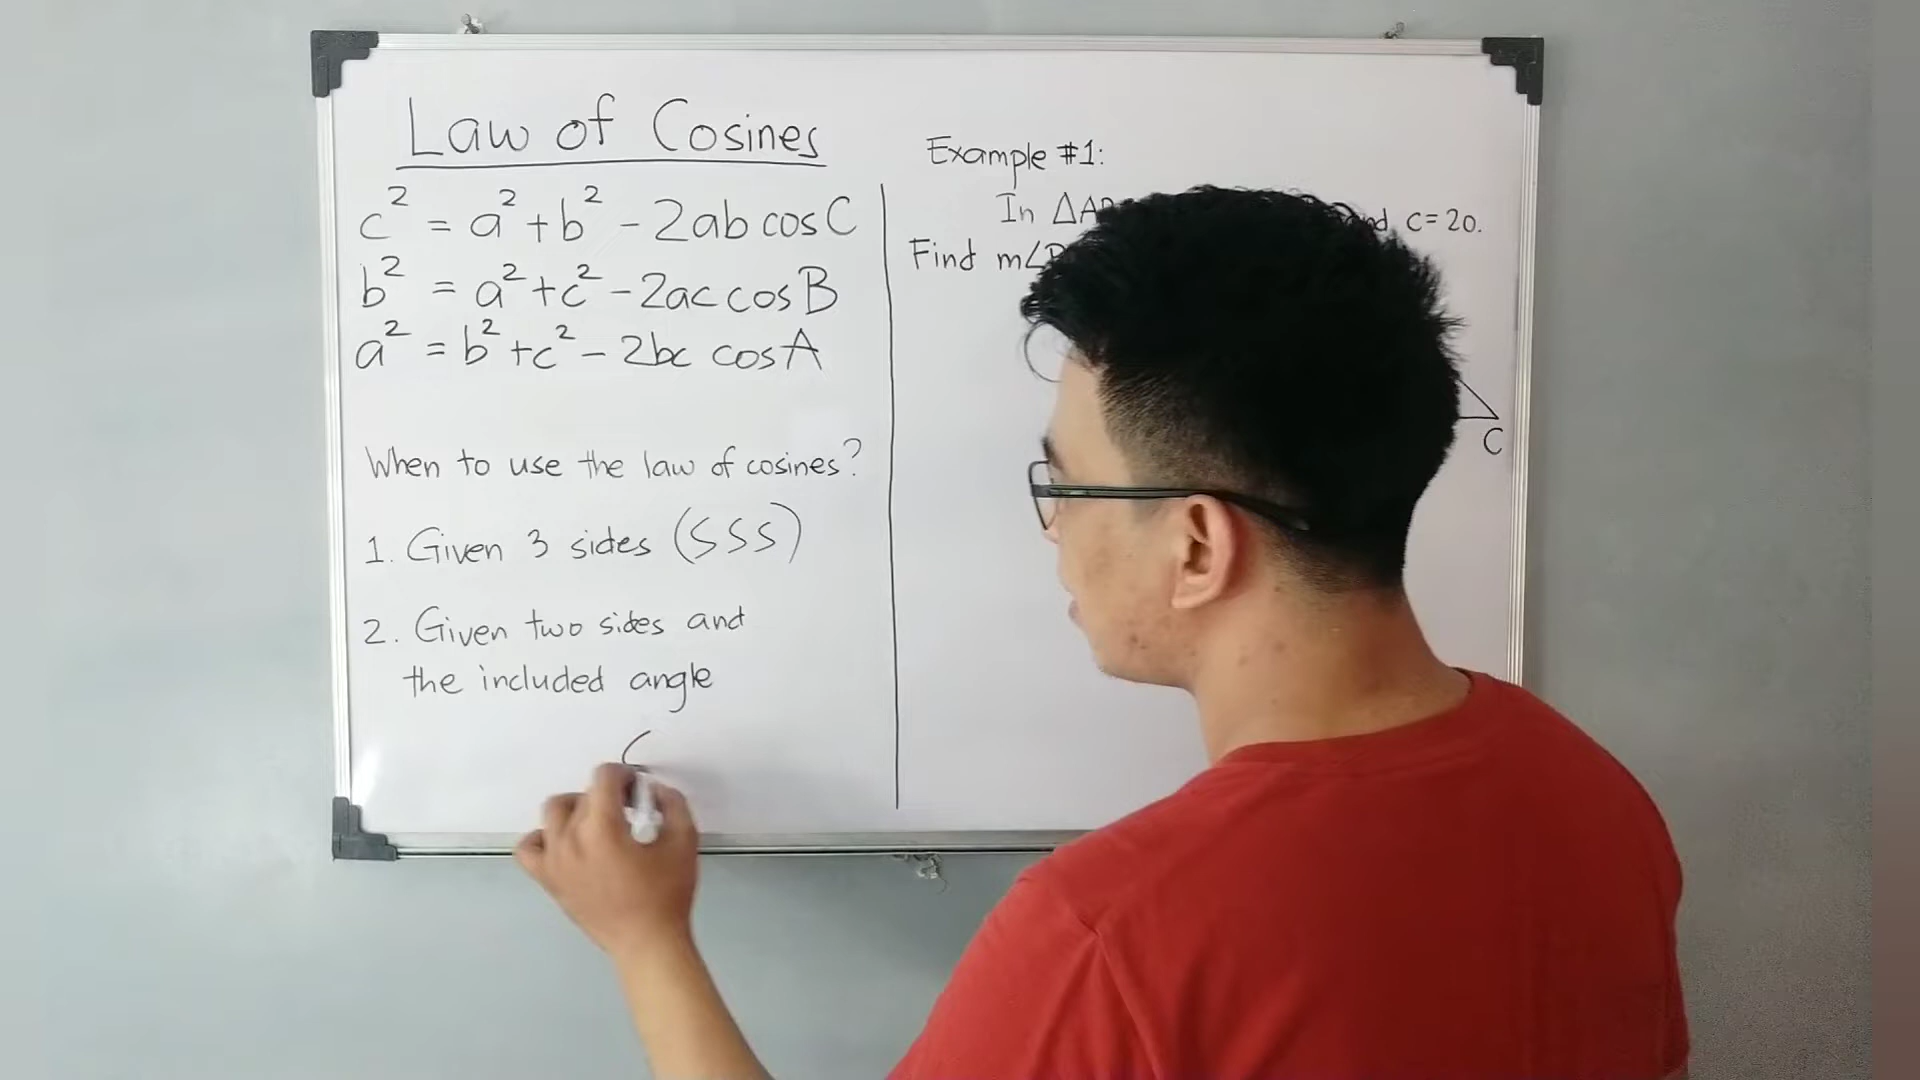 Law of Cosines
c² = a² + b² - 2ab cos C
b² = a² + c² - 2ac cos B
a² = b² + c² - 2bc cos A
When to use the law of cosines?
1. Given 3 sides (SSS)
2. Given two sides and
the included angle
(
Example #1:
In △A c = 20.
Find m∠
C